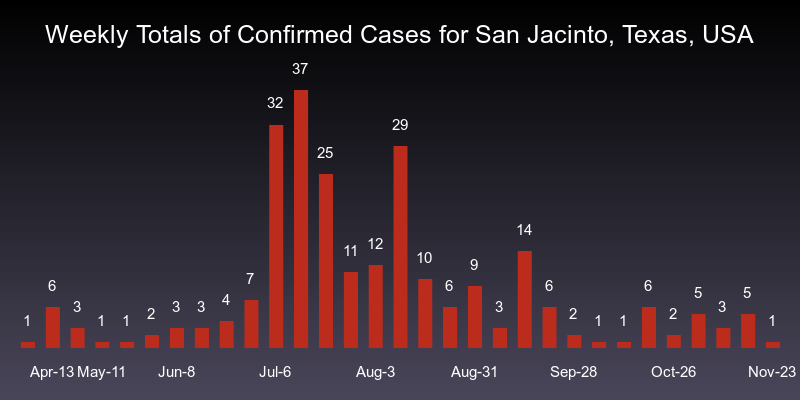 Weekly Totals of Confirmed Cases for San Jacinto, Texas, USA
1 6 3 1 1 2 3 3 4 7 32 37 25 11 12 29 10 6 9 3 14 6 2 1 1 6 2 5 3 5 1
Apr-13 May-11 Jun-8 Jul-6 Aug-3 Aug-31 Sep-28 Oct-26 Nov-23